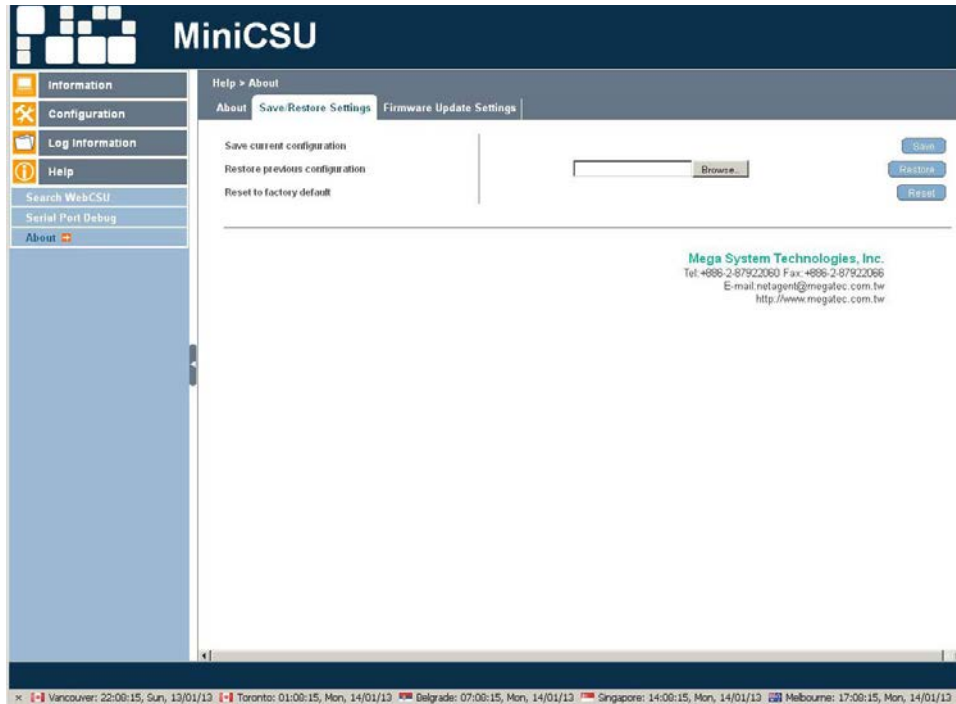 MiniCSU
Information
Configuration
Log Information
Help
Search WebCSU
Serial Port Debug
About
Help > About
About Save/Restore Settings Firmware Update Settings
Save current configuration Save
Restore previous configuration Browse... Restore
Reset to factory default Reset
Mega System Technologies, Inc.
Tel:+886-2-87922060 Fax:+886-2-87922066
E-mail:netagent@megatec.com.tw
http://www.megatec.com.tw
× Vancouver: 22:08:15, Sun, 13/01/13 Toronto: 01:08:15, Mon, 14/01/13 Belgrade: 07:08:15, Mon, 14/01/13 Singapore: 14:08:15, Mon, 14/01/13 Melbourne: 17:08:15, Mon, 14/01/13